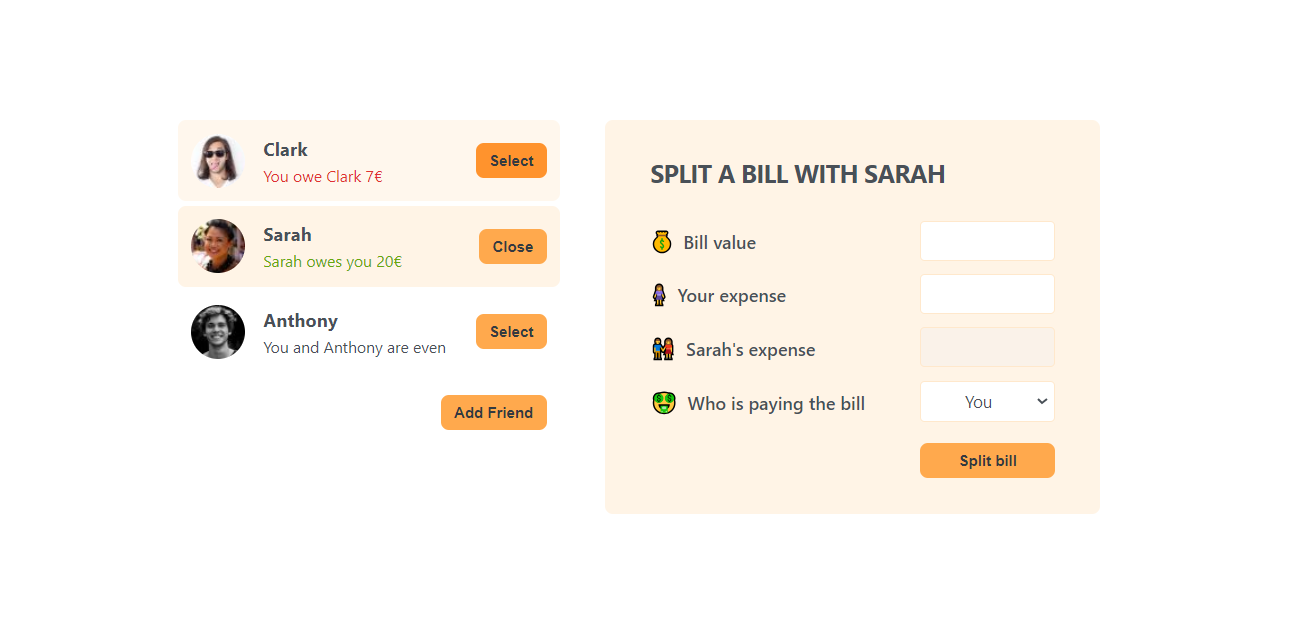 Clark
You owe Clark 7€
Select
Sarah
Sarah owes you 20€
Close
Anthony
You and Anthony are even
Select
Add Friend
SPLIT A BILL WITH SARAH
💰 Bill value
🧍‍♀️ Your expense
👫 Sarah's expense
🤑 Who is paying the bill
You
Split bill